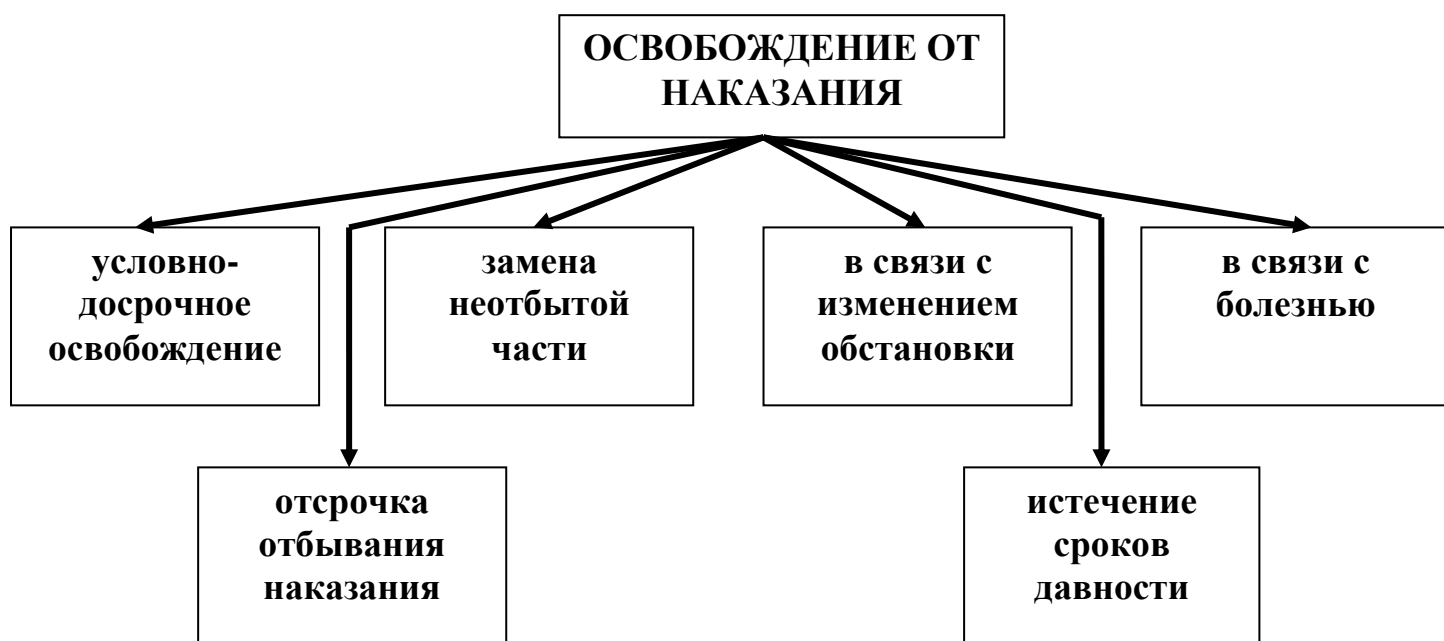 ОСВОБОЖДЕНИЕ ОТ
НАКАЗАНИЯ
условно-
досрочное
освобождение
замена
неотбытой
части
в связи с
изменением
обстановки
в связи с
болезнью
отсрочка
отбывания
наказания
истечение
сроков
давности